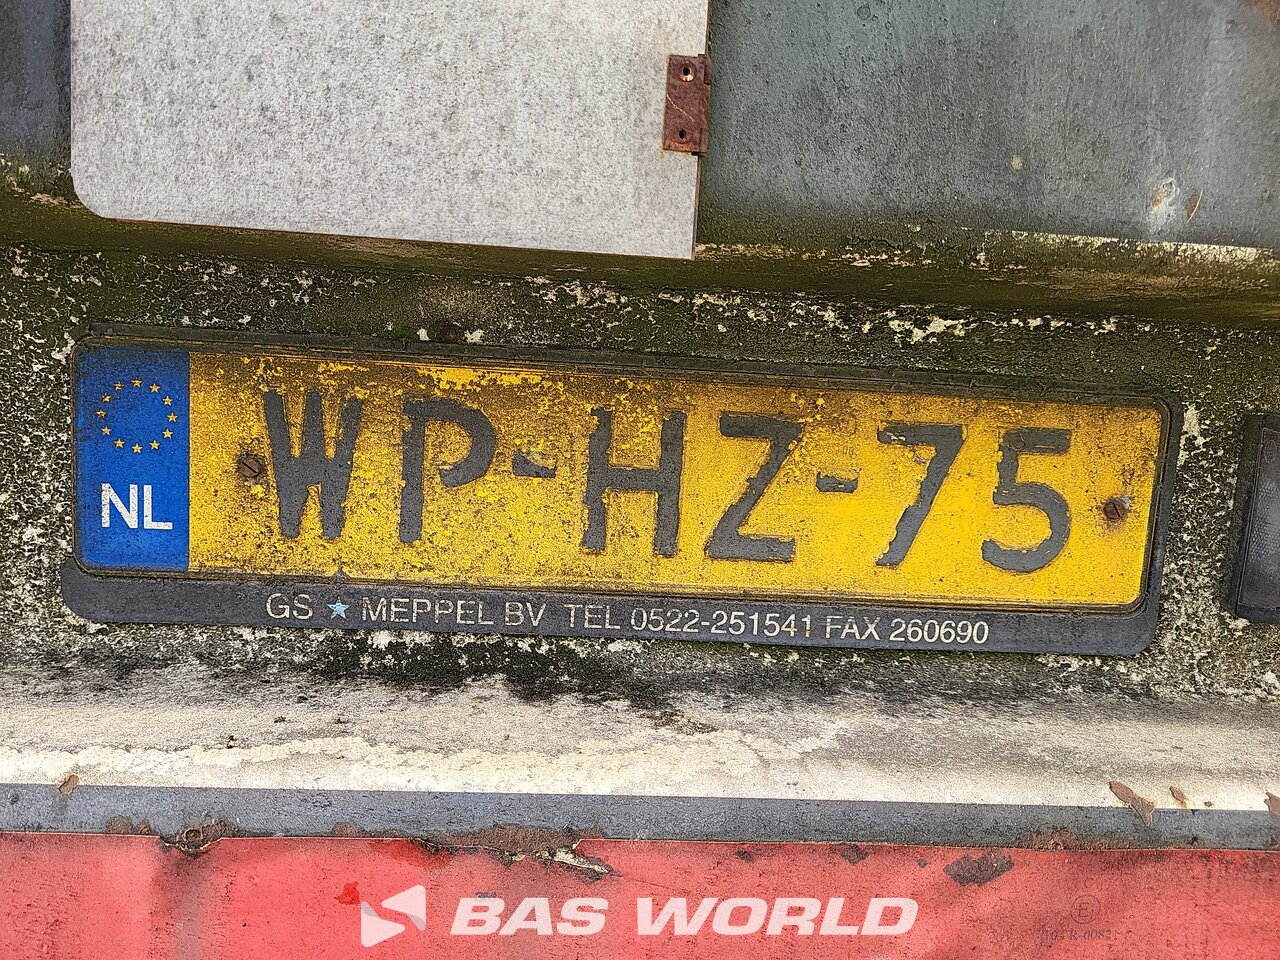 NL
WP-HZ-75
GS ★ MEPPEL BV TEL 0522-251541 FAX 260690
BAS WORLD
E